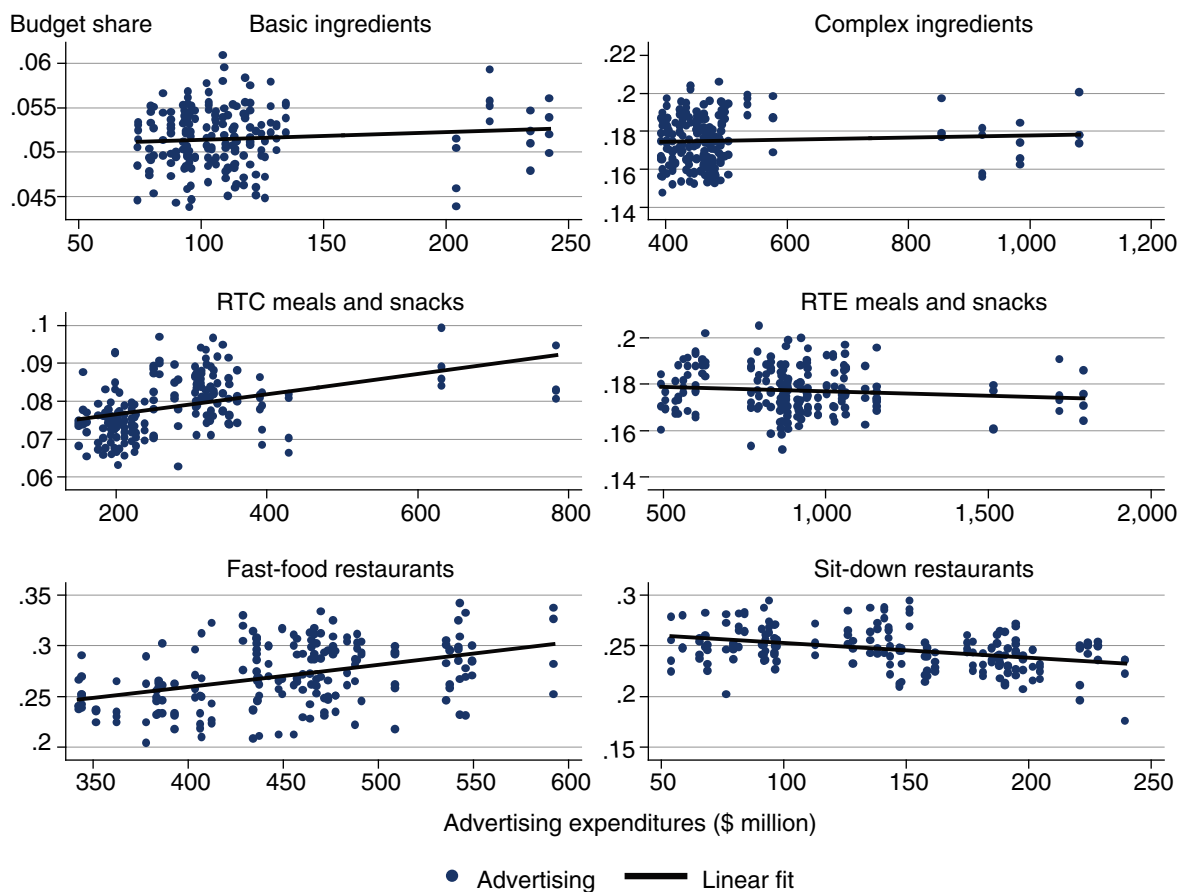 Budget share
Basic ingredients
.06
.055
.05
.045
50 100 150 200 250
Complex ingredients
.22
.2
.18
.16
.14
400 600 800 1,000 1,200
RTC meals and snacks
.1
.09
.08
.07
.06
200 400 600 800
RTE meals and snacks
.2
.18
.16
.14
500 1,000 1,500 2,000
Fast-food restaurants
.35
.3
.25
.2
350 400 450 500 550 600
Sit-down restaurants
.3
.25
.2
.15
50 100 150 200 250
Advertising expenditures ($ million)
Advertising Linear fit